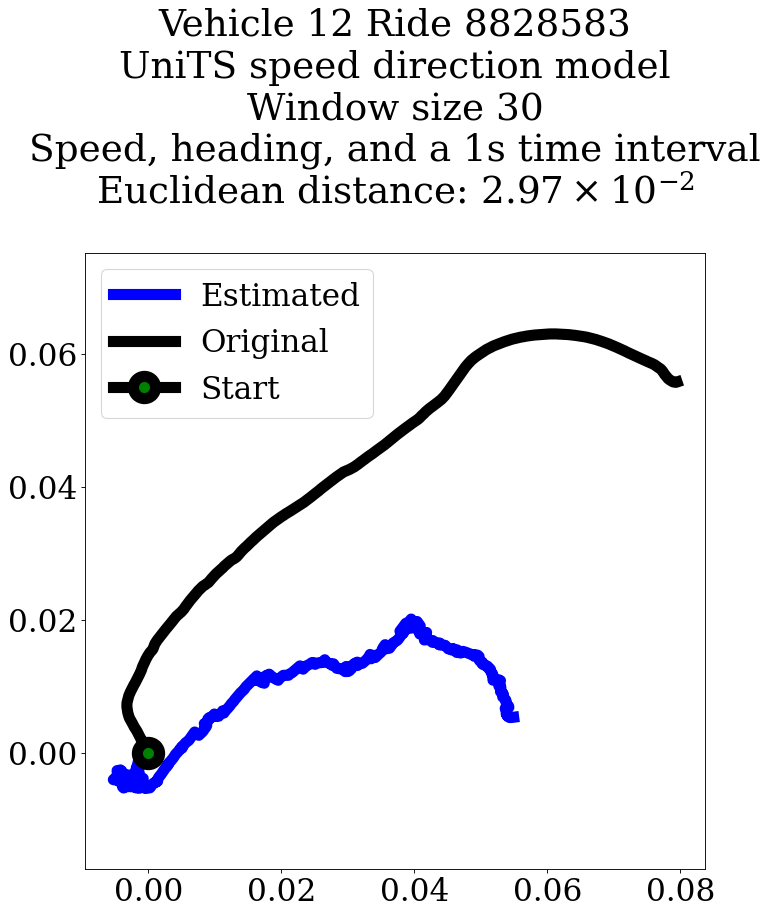 Vehicle 12 Ride 8828583
UniTS speed direction model
Window size 30
Speed, heading, and a 1s time interval
Euclidean distance: 2.97 × 10⁻²
Estimated
Original
Start
0.06
0.04
0.02
0.00
0.00 0.02 0.04 0.06 0.08